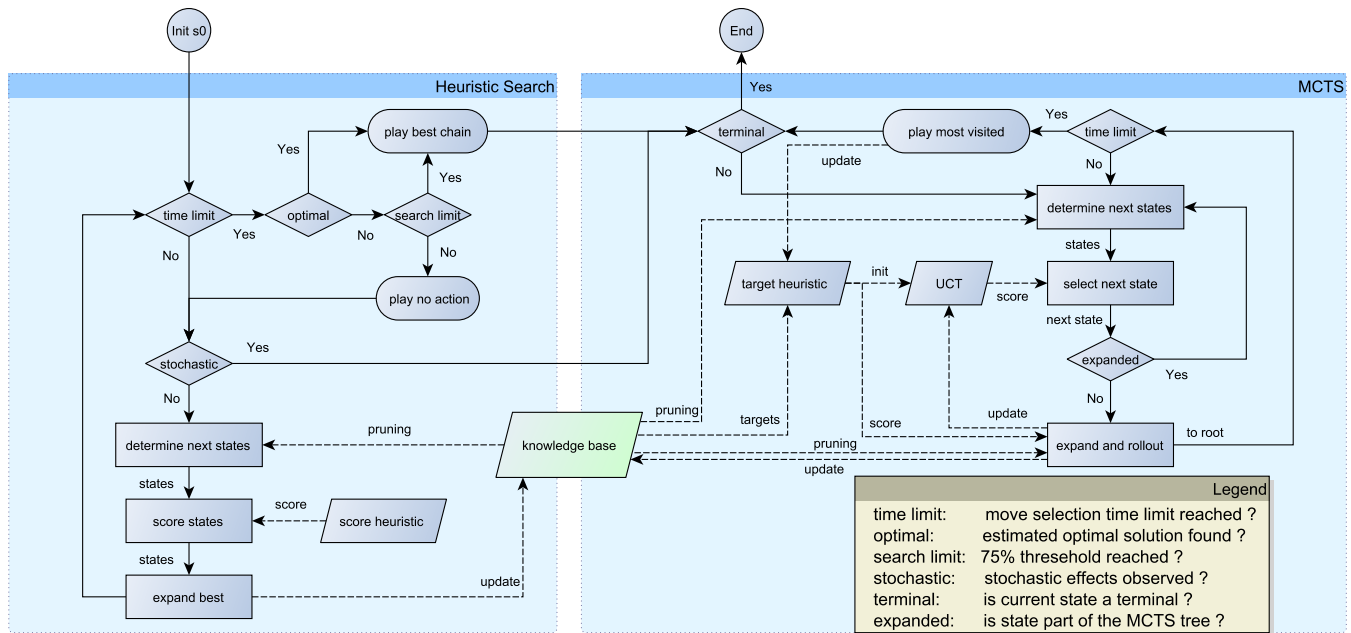 Init s0
End
Heuristic Search
MCTS
Yes
play best chain
terminal
play most visited
Yes
time limit
Yes
update
No
Yes
No
determine next states
time limit
Yes
optimal
No
search limit
No
No
states
play no action
target heuristic
init
UCT
score
select next state
next state
stochastic
Yes
expanded
Yes
No
No
pruning
targets
score
update
determine next states
pruning
knowledge base
pruning
update
expand and rollout
to root
states
score states
score
score heuristic
states
expand best
update
Legend
time limit: move selection time limit reached ?
optimal: estimated optimal solution found ?
search limit: 75% thresehold reached ?
stochastic: stochastic effects observed ?
terminal: is current state a terminal ?
expanded: is state part of the MCTS tree ?